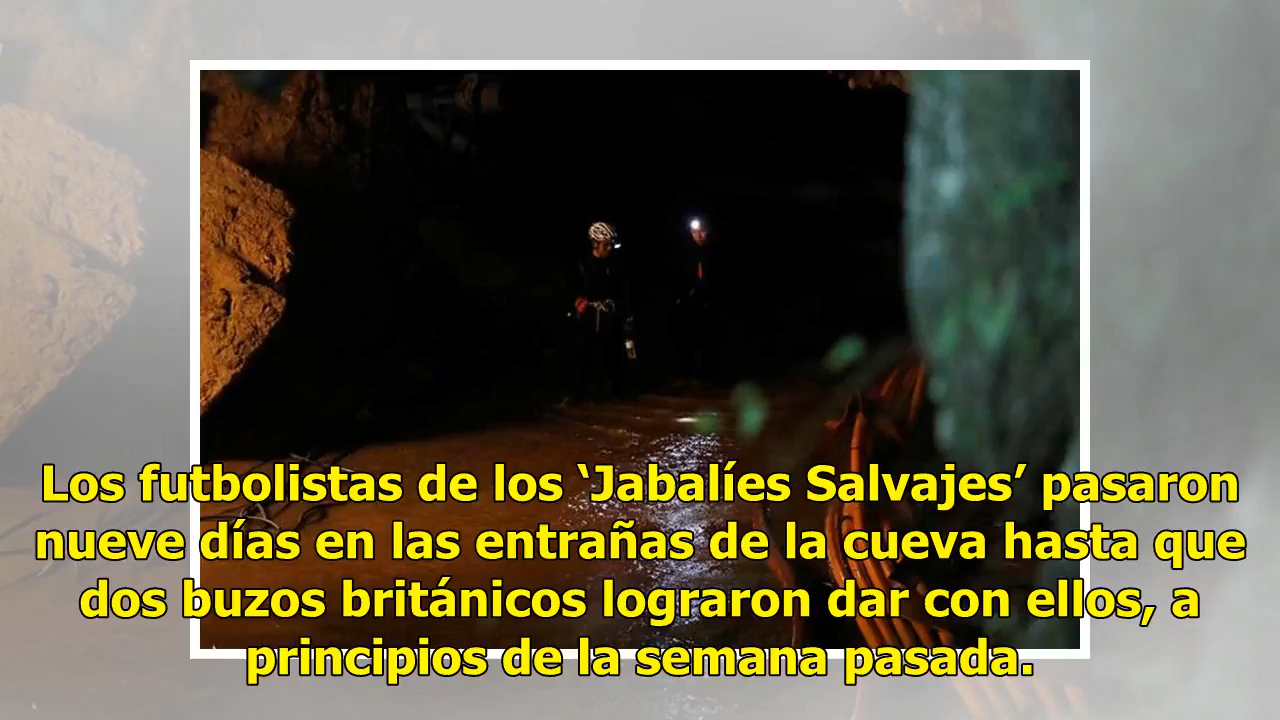 Los futbolistas de los ‘Jabalíes Salvajes’ pasaron
nueve días en las entrañas de la cueva hasta que
dos buzos británicos lograron dar con ellos, a
principios de la semana pasada.